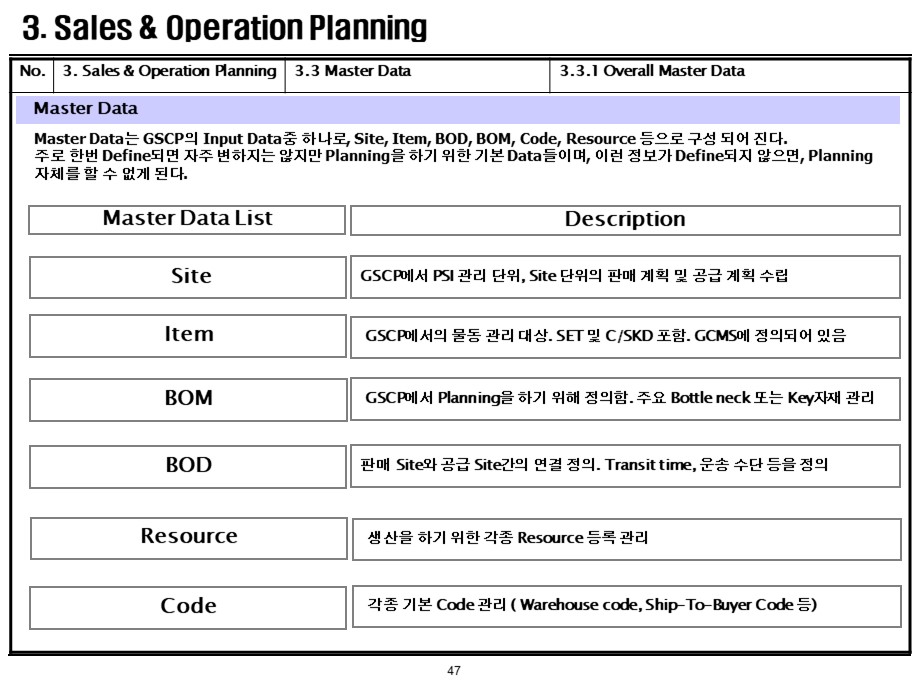 3. Sales & Operation Planning
No. 3. Sales & Operation Planning 3.3 Master Data 3.3.1 Overall Master Data
Master Data
Master Data는 GSCP의 Input Data중 하나로, Site, Item, BOD, BOM, Code, Resource 등으로 구성 되어 진다.
주로 한번 Define되면 자주 변하지는 않지만 Planning을 하기 위한 기본 Data들이며, 이런 정보가 Define되지 않으면, Planning
자체를 할 수 없게 된다.
Master Data List Description
Site GSCP에서 PSI 관리 단위, Site 단위의 판매 계획 및 공급 계획 수립
Item GSCP에서의 물동 관리 대상. SET 및 C/SKD 포함. GCMS에 정의되어 있음
BOM GSCP에서 Planning을 하기 위해 정의함. 주요 Bottle neck 또는 Key자재 관리
BOD 판매 Site와 공급 Site간의 연결 정의. Transit time, 운송 수단 등을 정의
Resource 생산을 하기 위한 각종 Resource 등록 관리
Code 각종 기본 Code 관리 ( Warehouse code, Ship-To-Buyer Code 등)
47